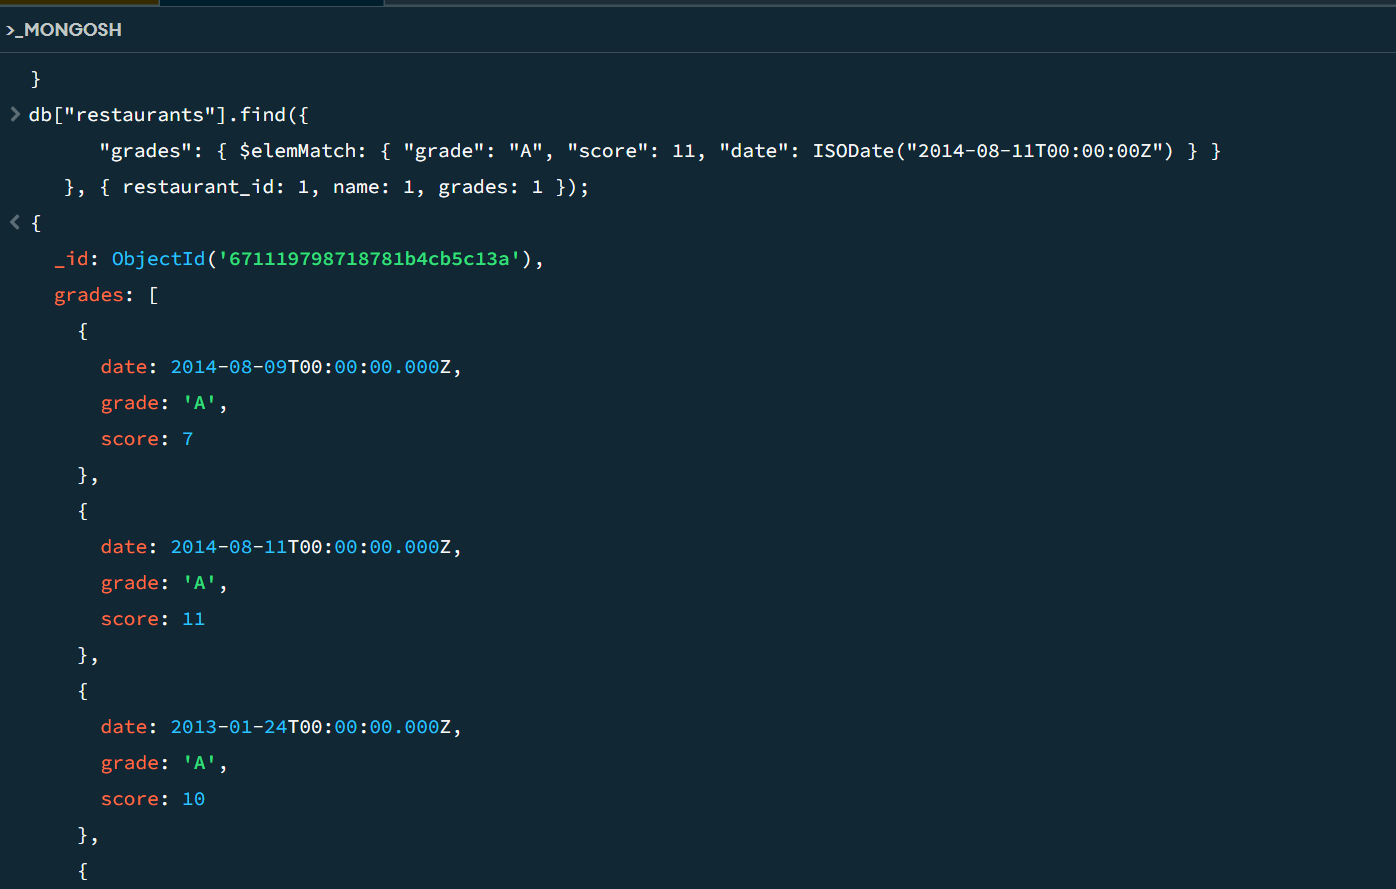 >_MONGOSH
}
> db["restaurants"].find({
"grades": { $elemMatch: { "grade": "A", "score": 11, "date": ISODate("2014-08-11T00:00:00Z") } }
}, { restaurant_id: 1, name: 1, grades: 1 });
< {
_id: ObjectId('671119798718781b4cb5c13a'),
grades: [
{
date: 2014-08-09T00:00:00.000Z,
grade: 'A',
score: 7
},
{
date: 2014-08-11T00:00:00.000Z,
grade: 'A',
score: 11
},
{
date: 2013-01-24T00:00:00.000Z,
grade: 'A',
score: 10
},
{